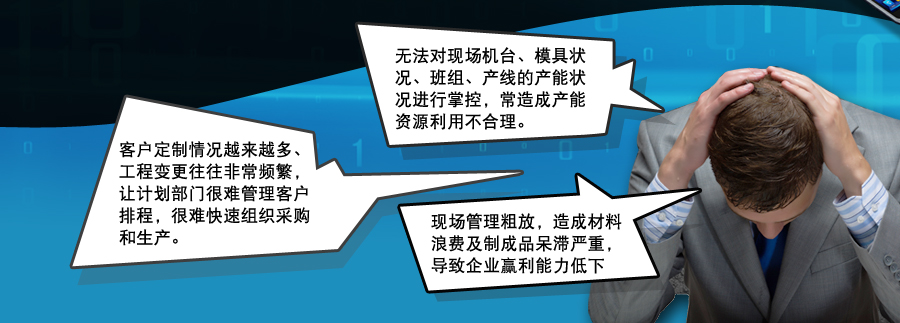 无法对现场机台、模具状
况、班组、产线的产能状
况进行掌控，常造成产能
资源利用不合理。
客户定制情况越来越多、
工程变更往往非常频繁，
让计划部门很难管理客户
排程，很难快速组织采购
和生产。
现场管理粗放，造成材料
浪费及制成品呆滞严重，
导致企业赢利能力低下